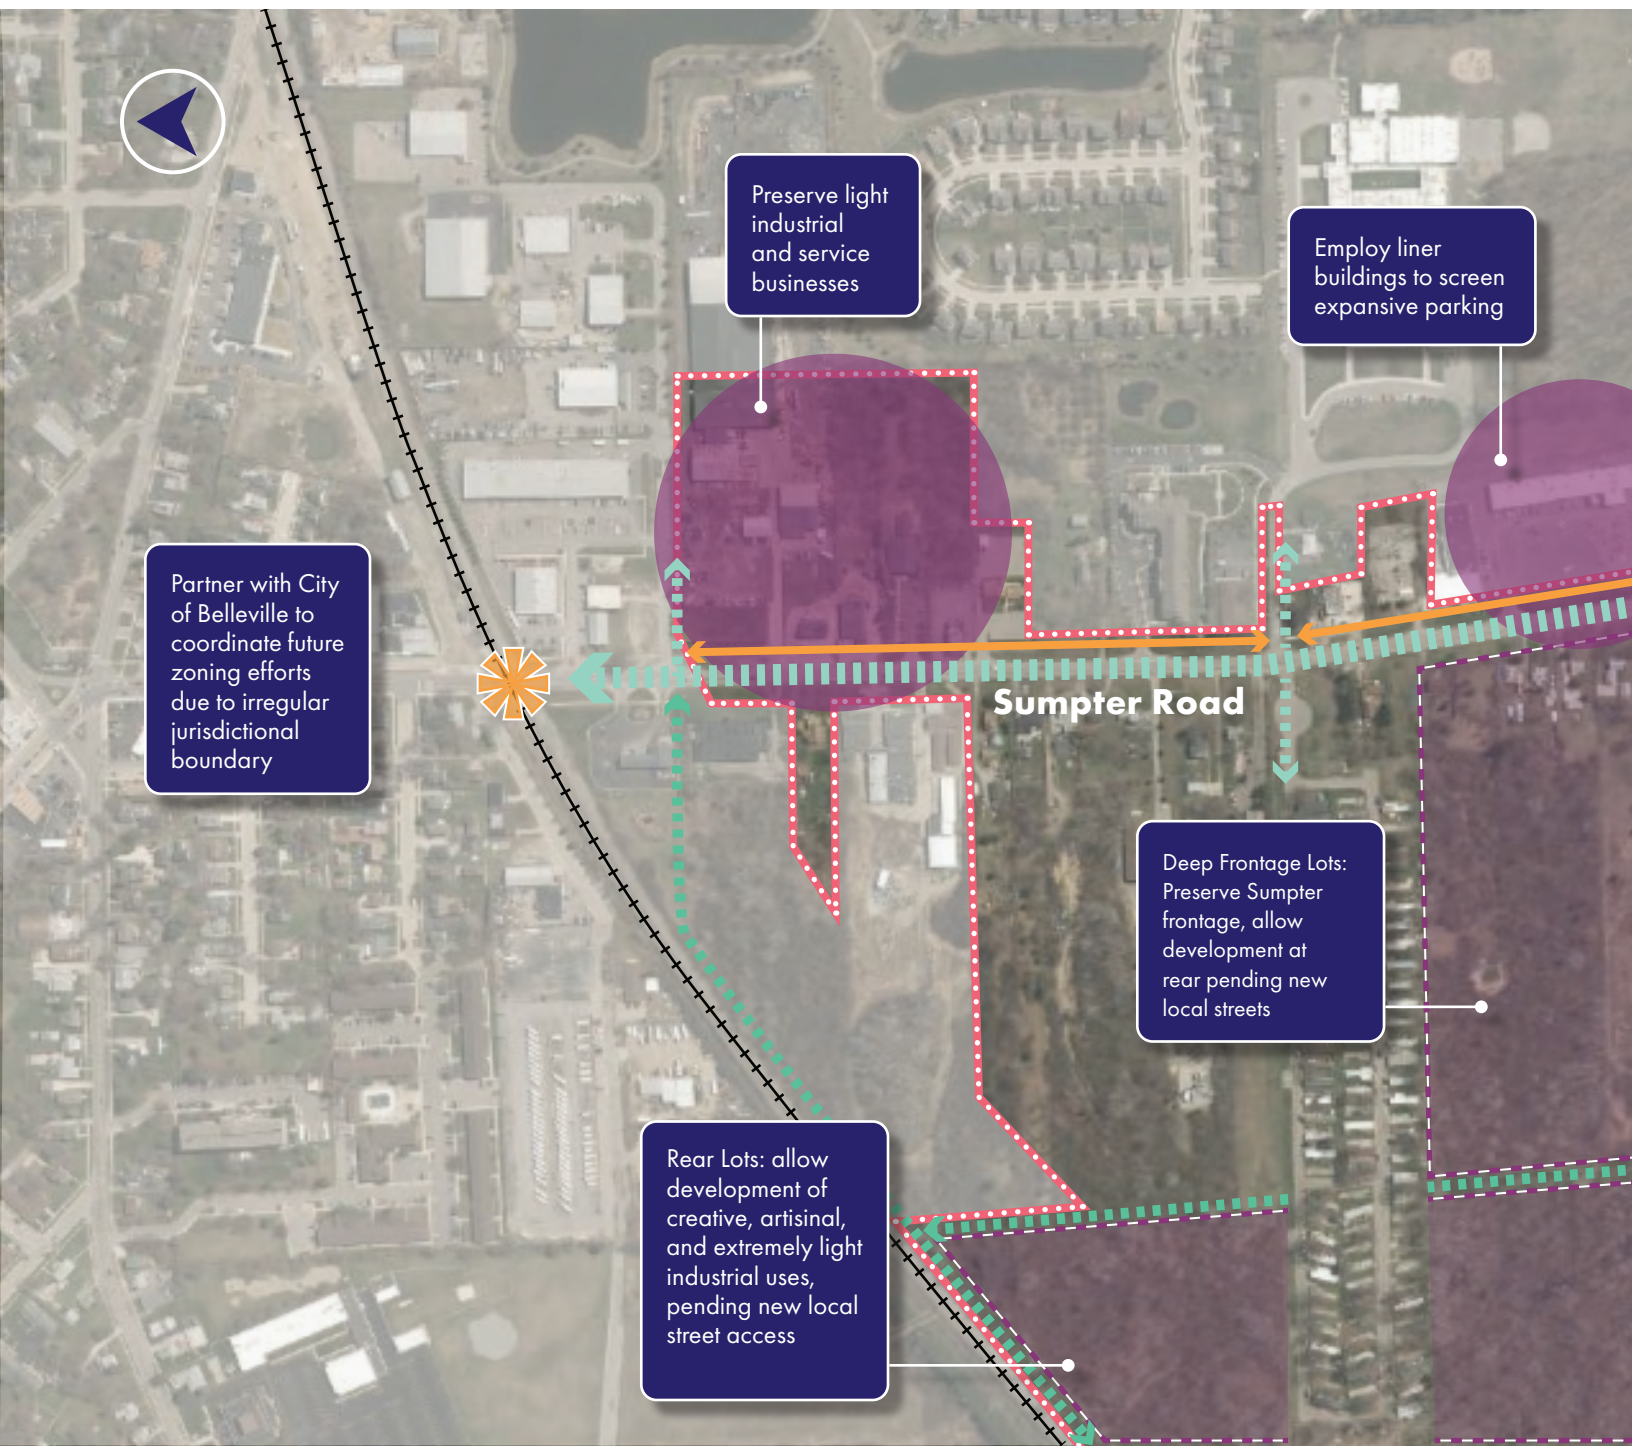 Preserve light
industrial
and service
businesses
Employ liner
buildings to screen
expansive parking
Partner with City
of Belleville to
coordinate future
zoning efforts
due to irregular
jurisdictional
boundary
Sumpter Road
Deep Frontage Lots:
Preserve Sumpter
frontage, allow
development at
rear pending new
local streets
Rear Lots: allow
development of
creative, artisinal,
and extremely light
industrial uses,
pending new local
street access